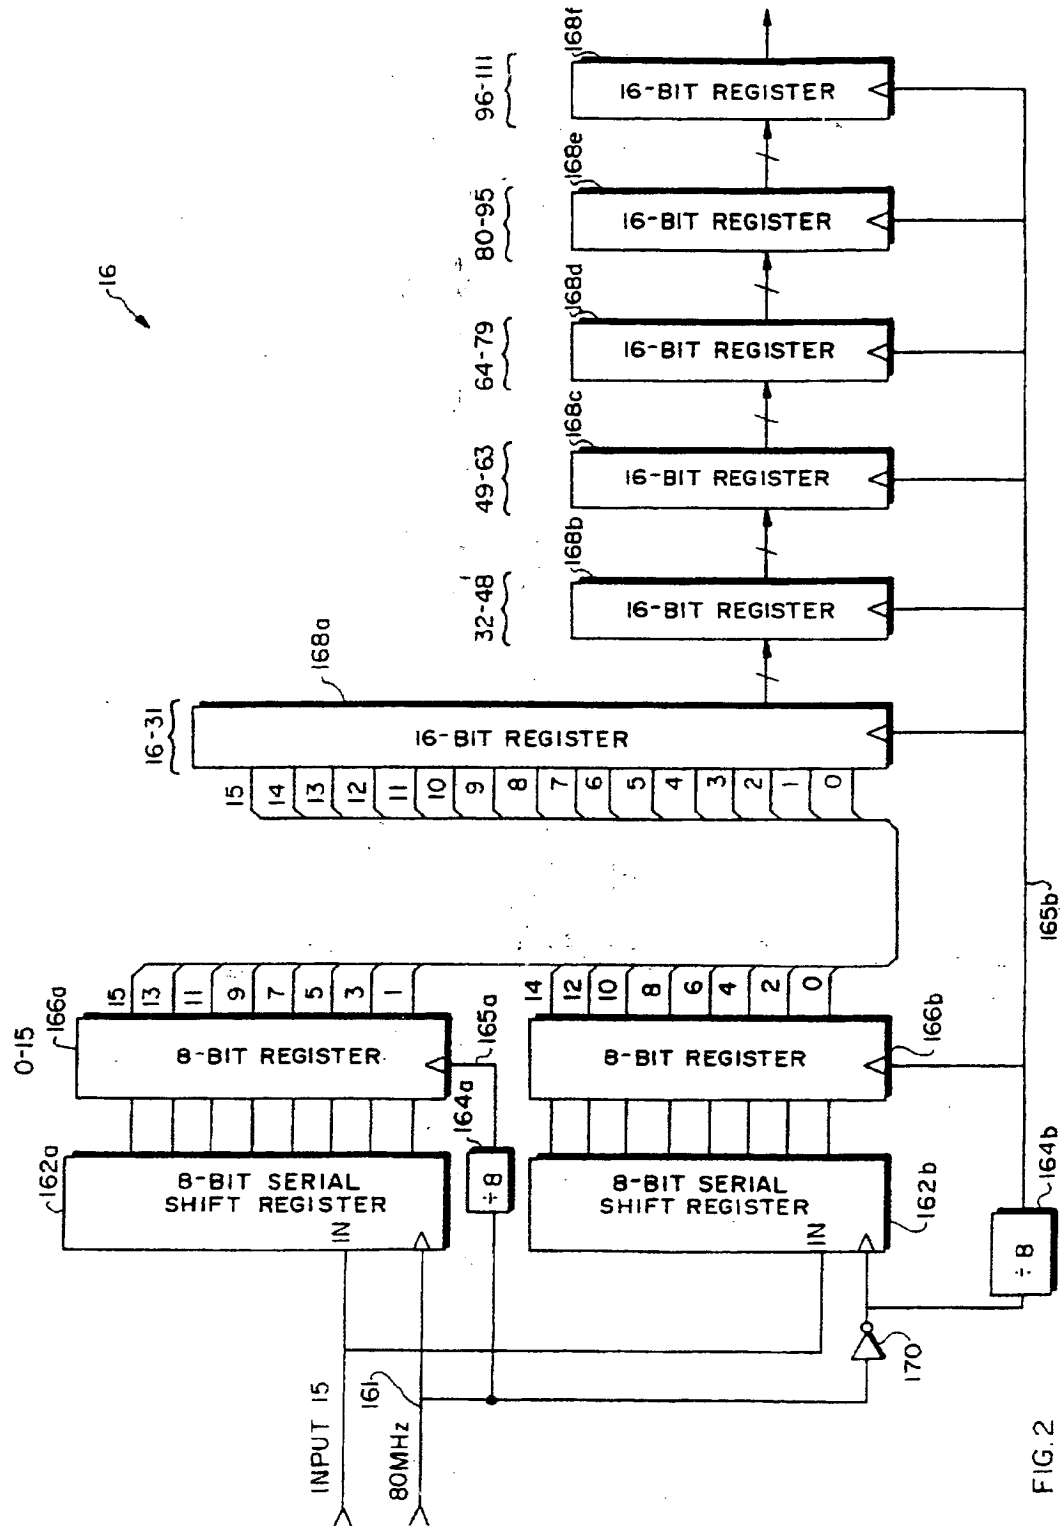 16
0-15
16-31
32-48
49-63
64-79
80-95
96-111
162a
166a
168a
168b
168c
168d
168e
168f
8-BIT SERIAL
SHIFT REGISTER
IN
8-BIT REGISTER
15
13
11
9
7
5
3
1
16-BIT REGISTER
15
14
13
12
11
10
9
8
7
6
5
4
3
2
1
0
16-BIT REGISTER
16-BIT REGISTER
16-BIT REGISTER
16-BIT REGISTER
16-BIT REGISTER
INPUT 15
80MHz
161
÷8
164a
165a
8-BIT SERIAL
SHIFT REGISTER
IN
162b
8-BIT REGISTER
166b
14
12
10
8
6
4
2
0
170
÷8
164b
165b
FIG. 2